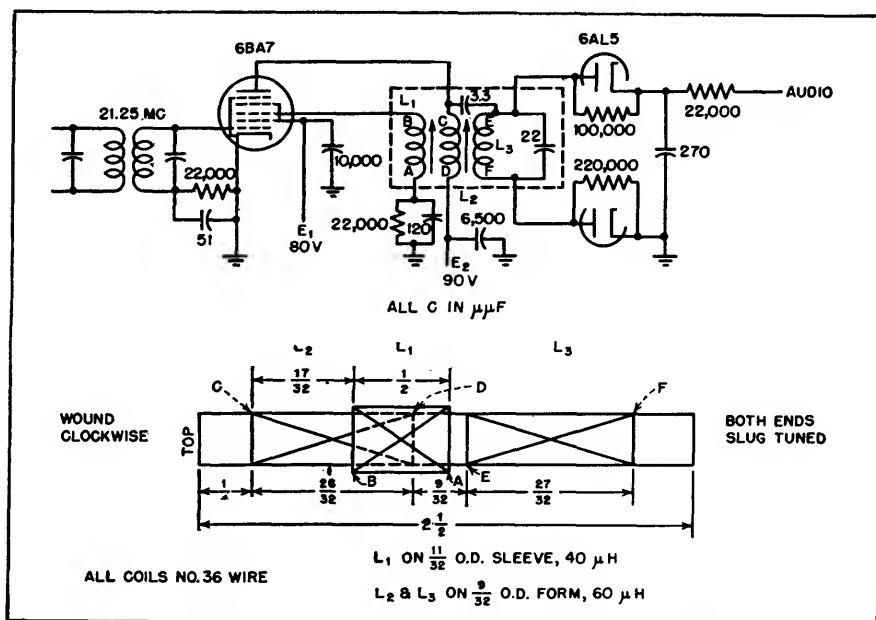 6BA7
6AL5
21.25 MC
L1
B
C
3.3
E
L3
22
A
D
F
L2
22,000
51
10,000
E1
80V
22,000
120
6,500
E2
90V
100,000
220,000
270
22,000
AUDIO
ALL C IN μμF
L2
L1
L3
17/32
1/2
C
D
F
WOUND CLOCKWISE
TOP
B
A
E
BOTH ENDS
SLUG TUNED
26/32
9/32
27/32
2 1/2
L1 ON 11/32 O.D. SLEEVE, 40 μH
ALL COILS NO.36 WIRE
L2 & L3 ON 9/32 O.D. FORM, 60 μH